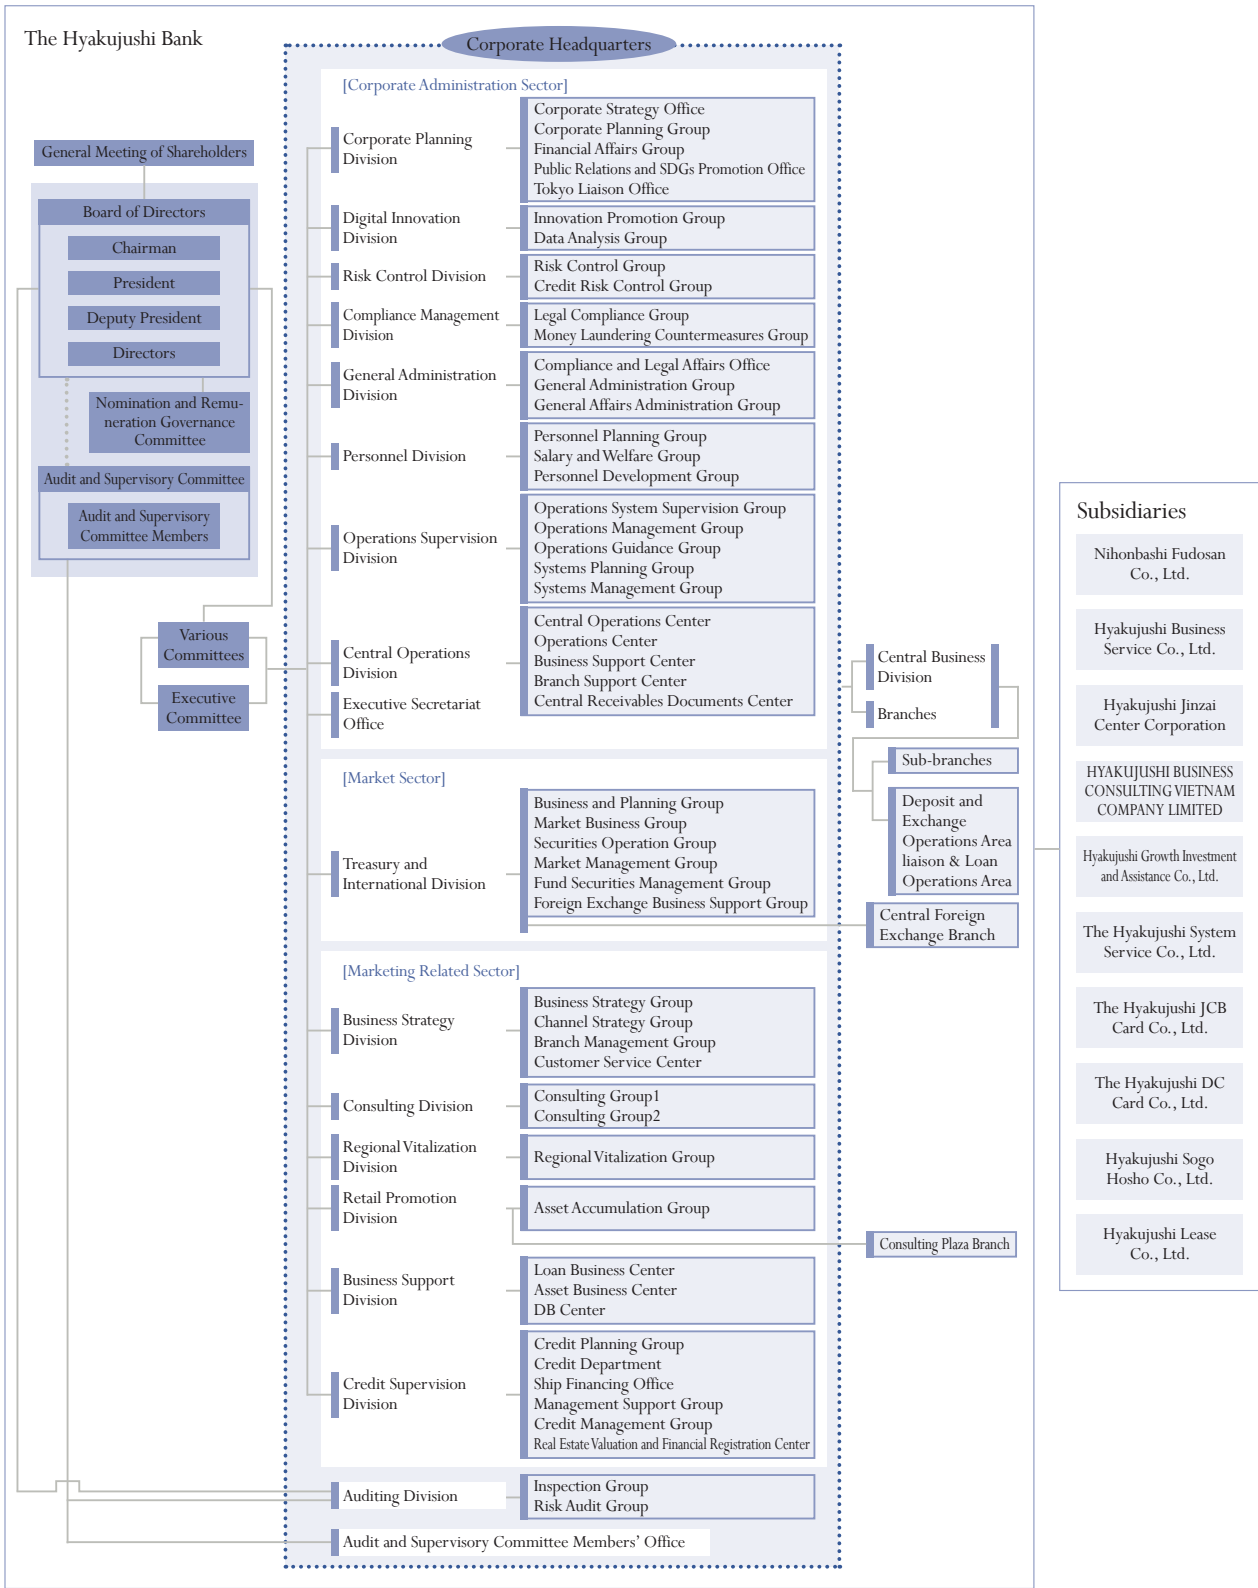 The Hyakujushi Bank
General Meeting of Shareholders
Board of Directors
Chairman
President
Deputy President
Directors
Nomination and Remu-
neration Governance
Committee
Audit and Supervisory Committee
Audit and Supervisory
Committee Members
Various
Committees
Executive
Committee
Corporate Headquarters
[Corporate Administration Sector]
Corporate Planning
Division
Corporate Strategy Office
Corporate Planning Group
Financial Affairs Group
Public Relations and SDGs Promotion Office
Tokyo Liaison Office
Digital Innovation
Division
Innovation Promotion Group
Data Analysis Group
Risk Control Division
Risk Control Group
Credit Risk Control Group
Compliance Management
Division
Legal Compliance Group
Money Laundering Countermeasures Group
General Administration
Division
Compliance and Legal Affairs Office
General Administration Group
General Affairs Administration Group
Personnel Division
Personnel Planning Group
Salary and Welfare Group
Personnel Development Group
Operations Supervision
Division
Operations System Supervision Group
Operations Management Group
Operations Guidance Group
Systems Planning Group
Systems Management Group
Central Operations
Division
Central Operations Center
Operations Center
Business Support Center
Branch Support Center
Central Receivables Documents Center
Executive Secretariat
Office
[Market Sector]
Treasury and
International Division
Business and Planning Group
Market Business Group
Securities Operation Group
Market Management Group
Fund Securities Management Group
Foreign Exchange Business Support Group
[Marketing Related Sector]
Business Strategy
Division
Business Strategy Group
Channel Strategy Group
Branch Management Group
Customer Service Center
Consulting Division
Consulting Group1
Consulting Group2
Regional Vitalization
Division
Regional Vitalization Group
Retail Promotion
Division
Asset Accumulation Group
Business Support
Division
Loan Business Center
Asset Business Center
DB Center
Credit Supervision
Division
Credit Planning Group
Credit Department
Ship Financing Office
Management Support Group
Credit Management Group
Real Estate Valuation and Financial Registration Center
Auditing Division
Inspection Group
Risk Audit Group
Audit and Supervisory Committee Members' Office
Central Business
Division
Branches
Sub-branches
Deposit and
Exchange
Operations Area
liaison & Loan
Operations Area
Central Foreign
Exchange Branch
Consulting Plaza Branch
Subsidiaries
Nihonbashi Fudosan
Co., Ltd.
Hyakujushi Business
Service Co., Ltd.
Hyakujushi Jinzai
Center Corporation
HYAKUJUSHI BUSINESS
CONSULTING VIETNAM
COMPANY LIMITED
Hyakujushi Growth Investment
and Assistance Co., Ltd.
The Hyakujushi System
Service Co., Ltd.
The Hyakujushi JCB
Card Co., Ltd.
The Hyakujushi DC
Card Co., Ltd.
Hyakujushi Sogo
Hosho Co., Ltd.
Hyakujushi Lease
Co., Ltd.